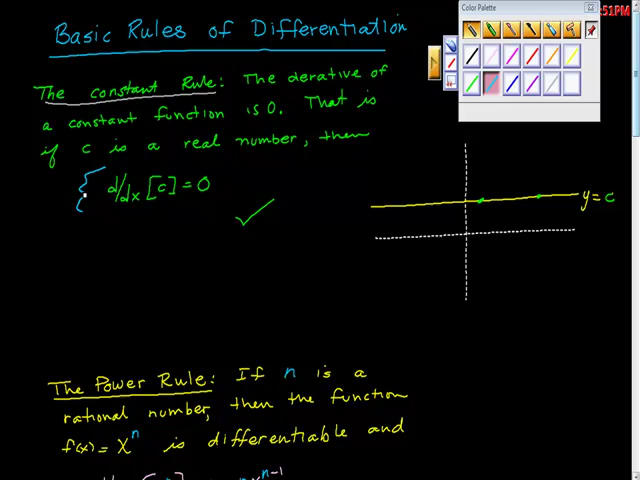 Basic Rules of Differentiation
Color Palette
:51PM
The constant Rule: The derative of
a constant function is 0. That is
if c is a real number, then
d/dx [c] = 0
y = c
The Power Rule: If n is a
rational number, then the function
f(x) = x^n is differentiable and